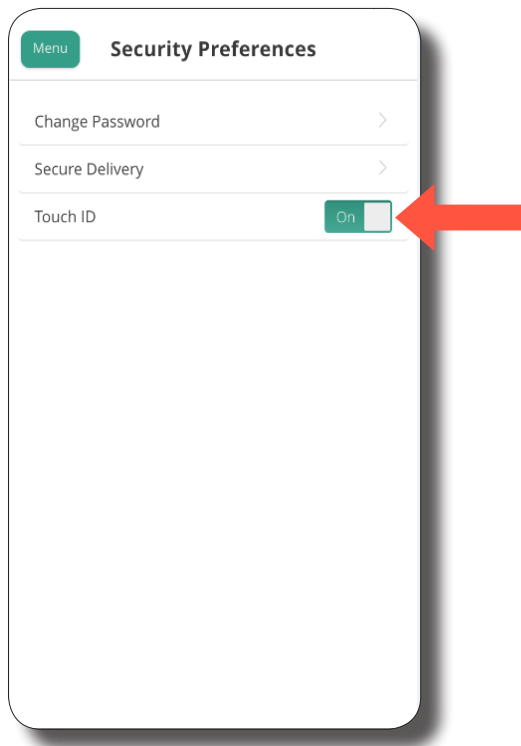 Menu
Security Preferences
Change Password
Secure Delivery
Touch ID
On